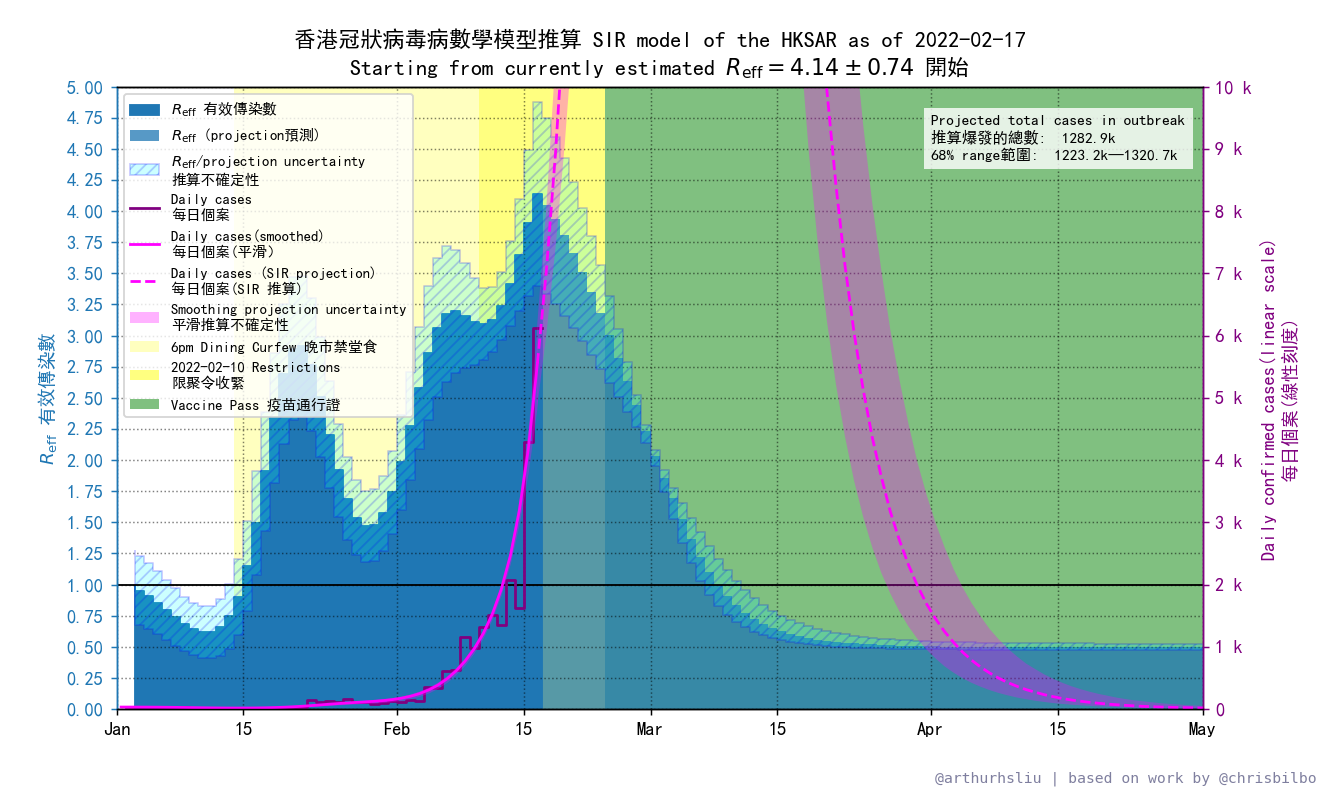 香港冠狀病毒病數學模型推算 SIR model of the HKSAR as of 2022-02-17
Starting from currently estimated Reff = 4.14 ± 0.74 開始
Reff 有效傳染數
Reff (projection預測)
Reff/projection uncertainty
推算不確定性
Daily cases
每日個案
Daily cases(smoothed)
每日個案(平滑)
Daily cases (SIR projection)
每日個案(SIR 推算)
Smoothing projection uncertainty
平滑推算不確定性
6pm Dining Curfew 晚市禁堂食
2022-02-10 Restrictions
限聚令收緊
Vaccine Pass 疫苗通行證
Projected total cases in outbreak
推算爆發的總數: 1282.9k
68% range範圍: 1223.2k—1320.7k
Reff 有效傳染數
5.00
4.75
4.50
4.25
4.00
3.75
3.50
3.25
3.00
2.75
2.50
2.25
2.00
1.75
1.50
1.25
1.00
0.75
0.50
0.25
0.00
10 k
9 k
8 k
7 k
6 k
5 k
4 k
3 k
2 k
1 k
0
Daily confirmed cases(linear scale)
每日個案(線性刻度)
Jan 15 Feb 15 Mar 15 Apr 15 May
@arthurhsliu | based on work by @chrisbilbo